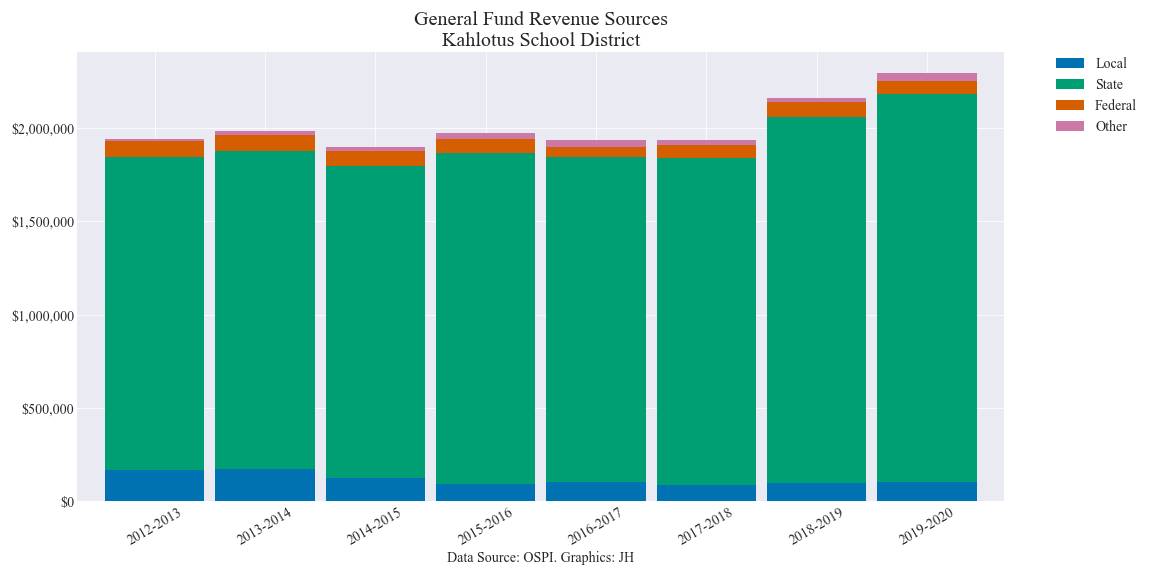 General Fund Revenue Sources
Kahlotus School District
Local
State
Federal
Other
$2,000,000
$1,500,000
$1,000,000
$500,000
$0
2012-2013
2013-2014
2014-2015
2015-2016
2016-2017
2017-2018
2018-2019
2019-2020
Data Source: OSPI. Graphics: JH